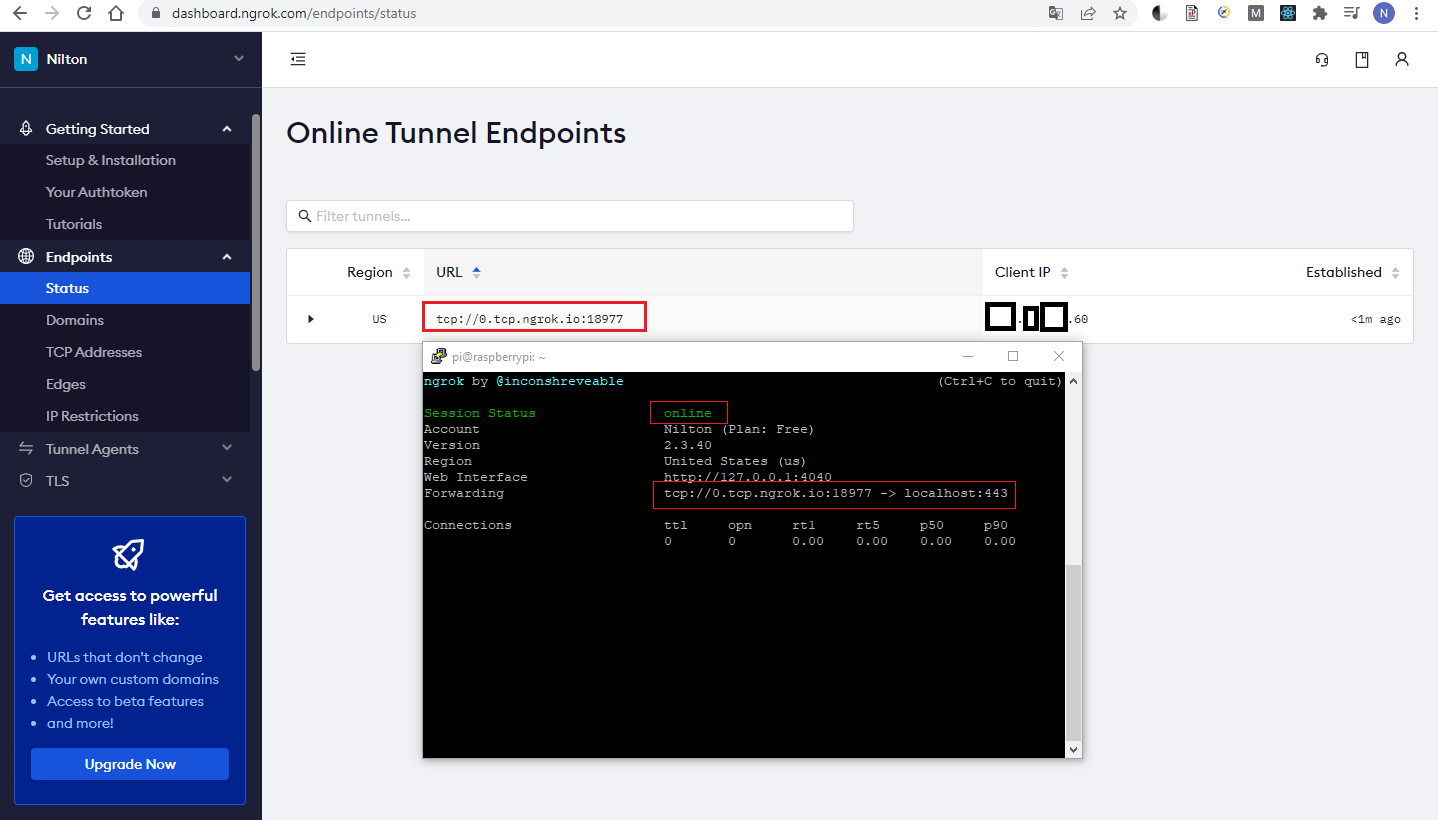 dashboard.ngrok.com/endpoints/status
M
N
N Nilton
Getting Started
Setup & Installation
Your Authtoken
Tutorials
Endpoints
Status
Domains
TCP Addresses
Edges
IP Restrictions
Tunnel Agents
TLS
Get access to powerful
features like:
• URLs that don't change
• Your own custom domains
• Access to beta features
• and more!
Upgrade Now
Online Tunnel Endpoints
Filter tunnels...
Region URL Client IP Established
US tcp://0.tcp.ngrok.io:18977 . .60 <1m ago
pi@raspberrypi: ~
ngrok by @inconshreveable (Ctrl+C to quit)
Session Status online
Account Nilton (Plan: Free)
Version 2.3.40
Region United States (us)
Web Interface http://127.0.0.1:4040
Forwarding tcp://0.tcp.ngrok.io:18977 -> localhost:443
Connections ttl opn rt1 rt5 p50 p90
0 0 0.00 0.00 0.00 0.00